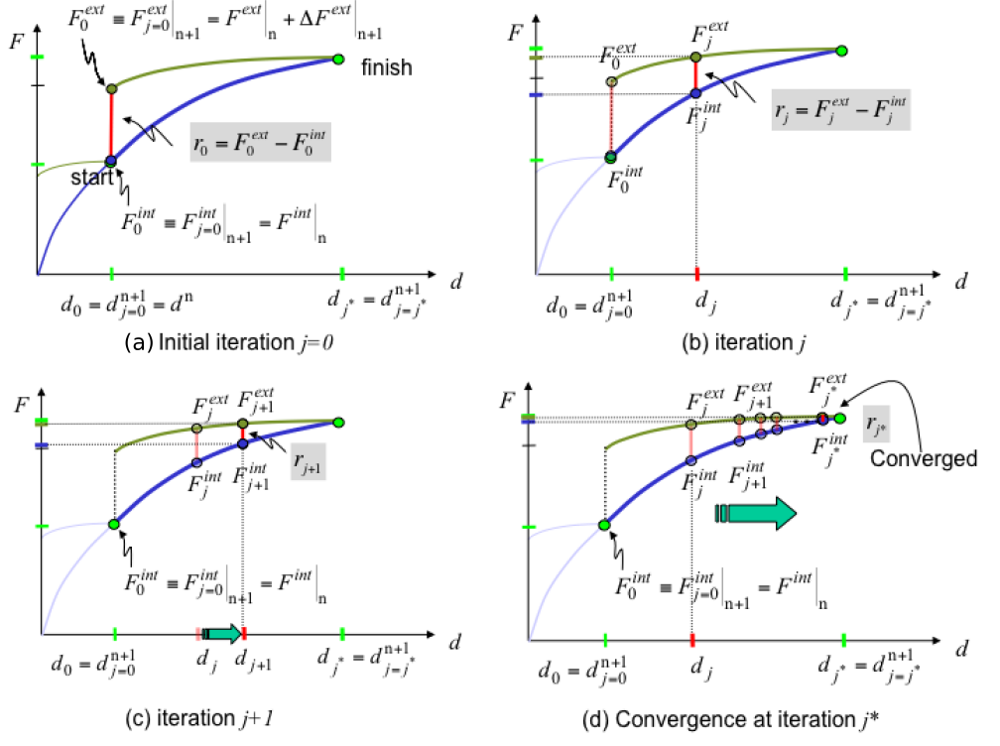 F_0^{ext} ≡ F_{j=0}^{ext}|_{n+1} = F^{ext}|_n + ΔF^{ext}|_{n+1}
F
finish
r_0 = F_0^{ext} − F_0^{int}
start
F_0^{int} ≡ F_{j=0}^{int}|_{n+1} = F^{int}|_n
d
d_0 = d_{j=0}^{n+1} = d^n
d_{j*} = d_{j=j*}^{n+1}
(a) Initial iteration j=0
F
F_0^{ext}
F_j^{ext}
r_j = F_j^{ext} − F_j^{int}
F_j^{int}
F_0^{int}
d
d_0 = d_{j=0}^{n+1}
d_j
d_{j*} = d_{j=j*}^{n+1}
(b) iteration j
F
F_j^{ext}
F_{j+1}^{ext}
r_{j+1}
F_j^{int}
F_{j+1}^{int}
F_0^{int} ≡ F_{j=0}^{int}|_{n+1} = F^{int}|_n
d
d_0 = d_{j=0}^{n+1}
d_j
d_{j+1}
d_{j*} = d_{j=j*}^{n+1}
(c) iteration j+1
F
F_j^{ext}
F_{j+1}^{ext}
F_{j*}^{ext}
r_{j*}
F_j^{int}
F_{j+1}^{int}
F_{j*}^{int}
Converged
F_0^{int} ≡ F_{j=0}^{int}|_{n+1} = F^{int}|_n
d
d_0 = d_{j=0}^{n+1}
d_j
d_{j*} = d_{j=j*}^{n+1}
(d) Convergence at iteration j*